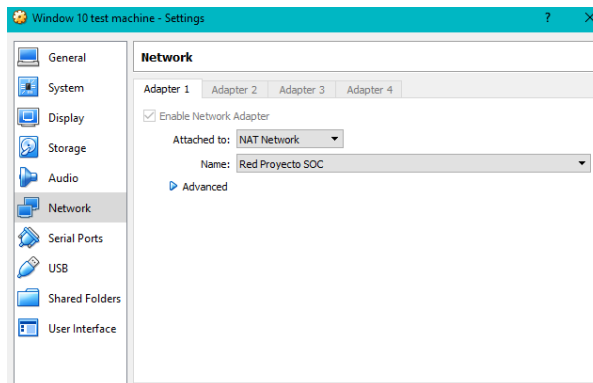 Window 10 test machine - Settings
?
General
System
Display
Storage
Audio
Network
Serial Ports
USB
Shared Folders
User Interface
Network
Adapter 1 Adapter 2 Adapter 3 Adapter 4
Enable Network Adapter
Attached to: NAT Network
Name: Red Proyecto SOC
Advanced